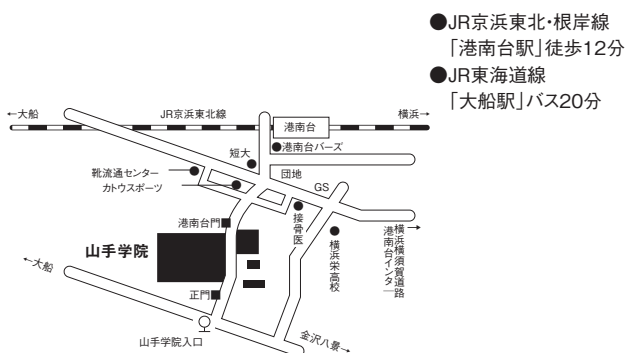 ●JR京浜東北・根岸線
「港南台駅」徒歩12分
●JR東海道線
「大船駅」バス20分
←大船
JR京浜東北線
港南台
横浜→
港南台バーズ
短大
靴流通センター
カトウスポーツ
団地
GS
港南台門
接骨医
横浜栄高校
横浜横須賀道路
港南台インター
→
山手学院
←大船
正門
山手学院入口
金沢八景→